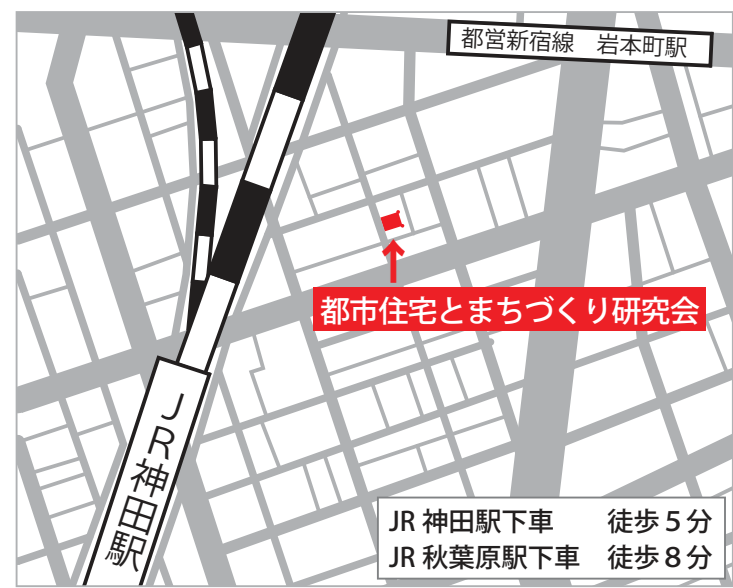 都営新宿線　岩本町駅
都市住宅とまちづくり研究会
JR神田駅
JR 神田駅下車　徒歩５分
JR 秋葉原駅下車　徒歩８分